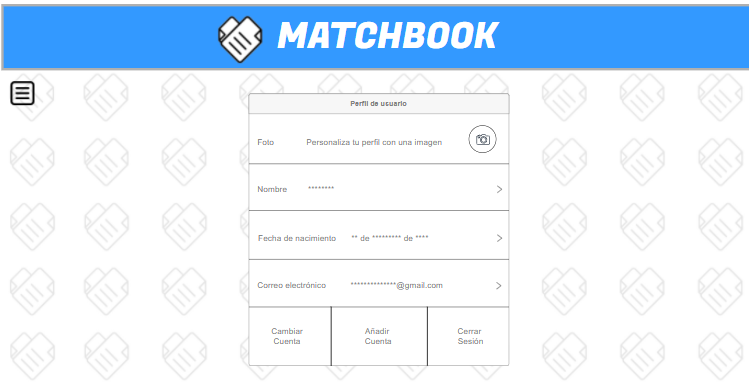 MATCHBOOK
Perfil de usuario
Foto Personaliza tu perfil con una imagen
Nombre ********
Fecha de nacimiento ** de ********* de ****
Correo electrónico **************@gmail.com
Cambiar Añadir Cerrar
Cuenta Cuenta Sesión